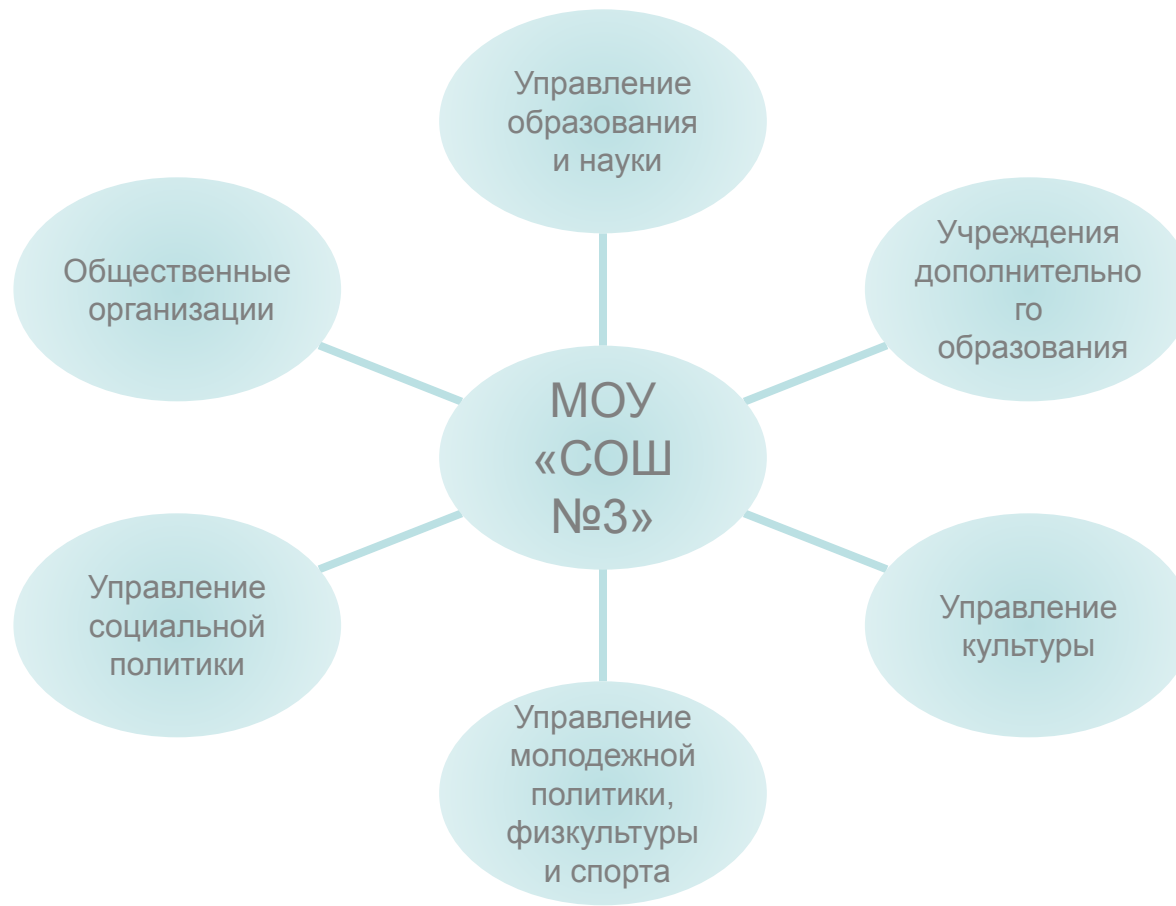 Управление
образования
и науки
Учреждения
дополнительно
го
образования
Общественные
организации
МОУ
«СОШ
№3»
Управление
социальной
политики
Управление
культуры
Управление
молодежной
политики,
физкультуры
и спорта